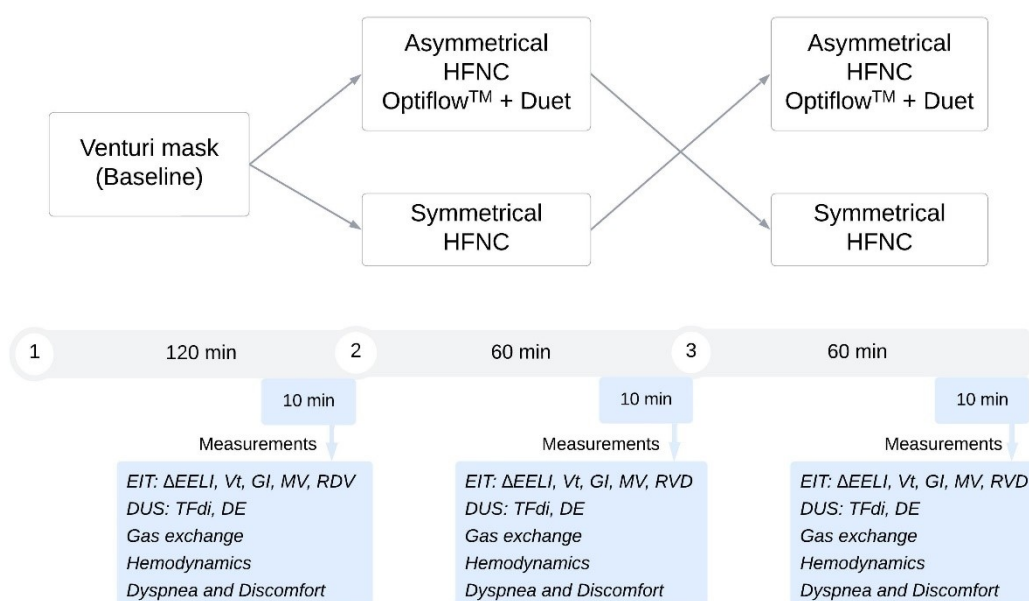 Venturi mask
(Baseline)
Asymmetrical
HFNC
Optiflow™ + Duet
Symmetrical
HFNC
Asymmetrical
HFNC
Optiflow™ + Duet
Symmetrical
HFNC
1
120 min
2
60 min
3
60 min
10 min
10 min
10 min
Measurements
Measurements
Measurements
EIT: ΔEELI, Vt, GI, MV, RDV
DUS: TFdi, DE
Gas exchange
Hemodynamics
Dyspnea and Discomfort
EIT: ΔEELI, Vt, GI, MV, RVD
DUS: TFdi, DE
Gas exchange
Hemodynamics
Dyspnea and Discomfort
EIT: ΔEELI, Vt, GI, MV, RVD
DUS: TFdi, DE
Gas exchange
Hemodynamics
Dyspnea and Discomfort